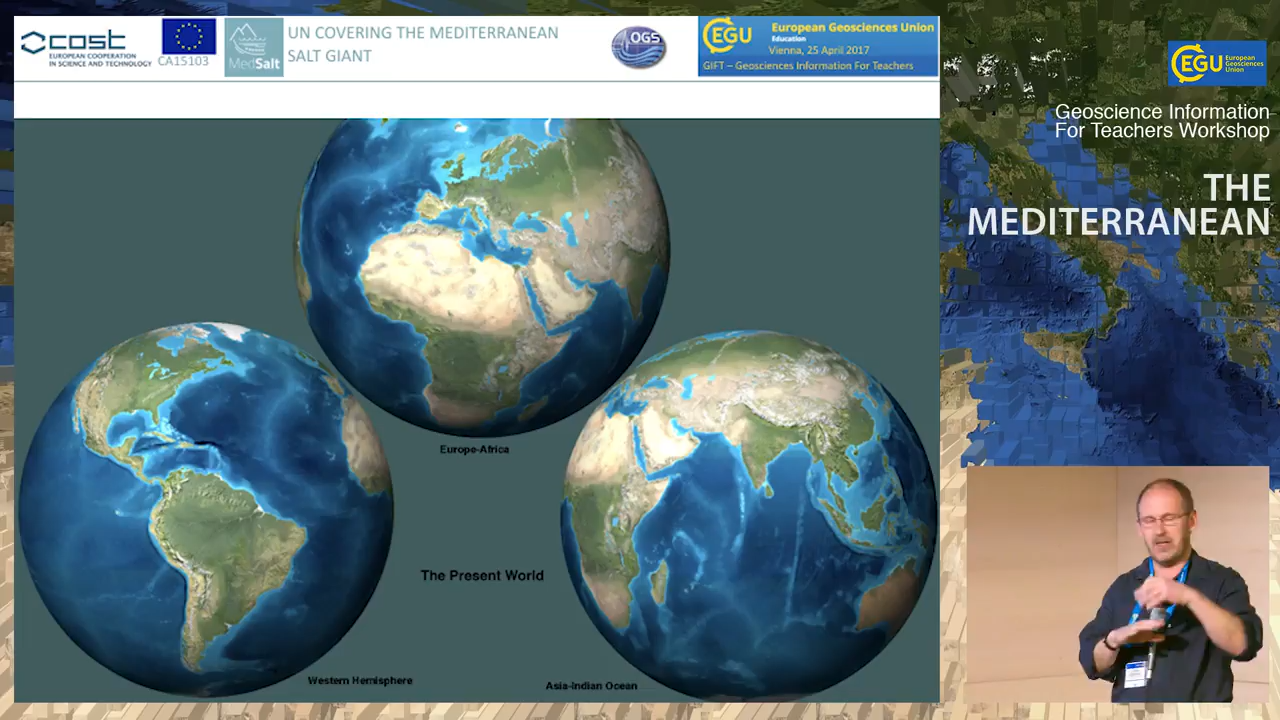 cost
EUROPEAN COOPERATION
IN SCIENCE AND TECHNOLOGY
CA15103
MedSalt
UN COVERING THE MEDITERRANEAN
SALT GIANT
OGS
EGU
European Geosciences Union
Education
Vienna, 25 April 2017
GIFT – Geosciences Information For Teachers
EGU European
Geosciences
Union
Geoscience Information
For Teachers Workshop
THE
MEDITERRANEAN
Europe-Africa
The Present World
Western Hemisphere
Asia-Indian Ocean